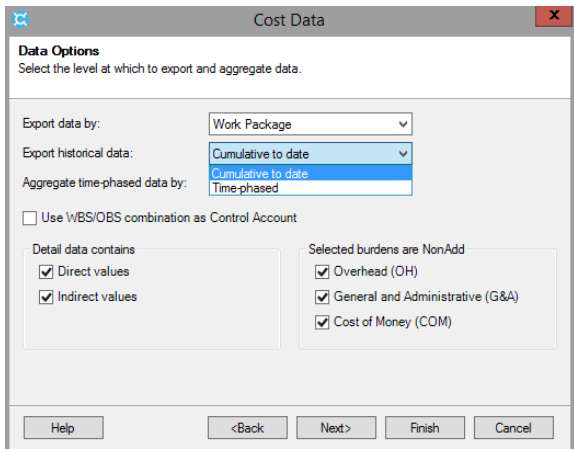 Cost Data
x
Data Options
Select the level at which to export and aggregate data.
Export data by: Work Package
Export historical data: Cumulative to date
Cumulative to date
Aggregate time-phased data by: Time-phased
Use WBS/OBS combination as Control Account
Detail data contains
Direct values
Indirect values
Selected burdens are NonAdd
Overhead (OH)
General and Administrative (G&A)
Cost of Money (COM)
Help <Back Next> Finish Cancel